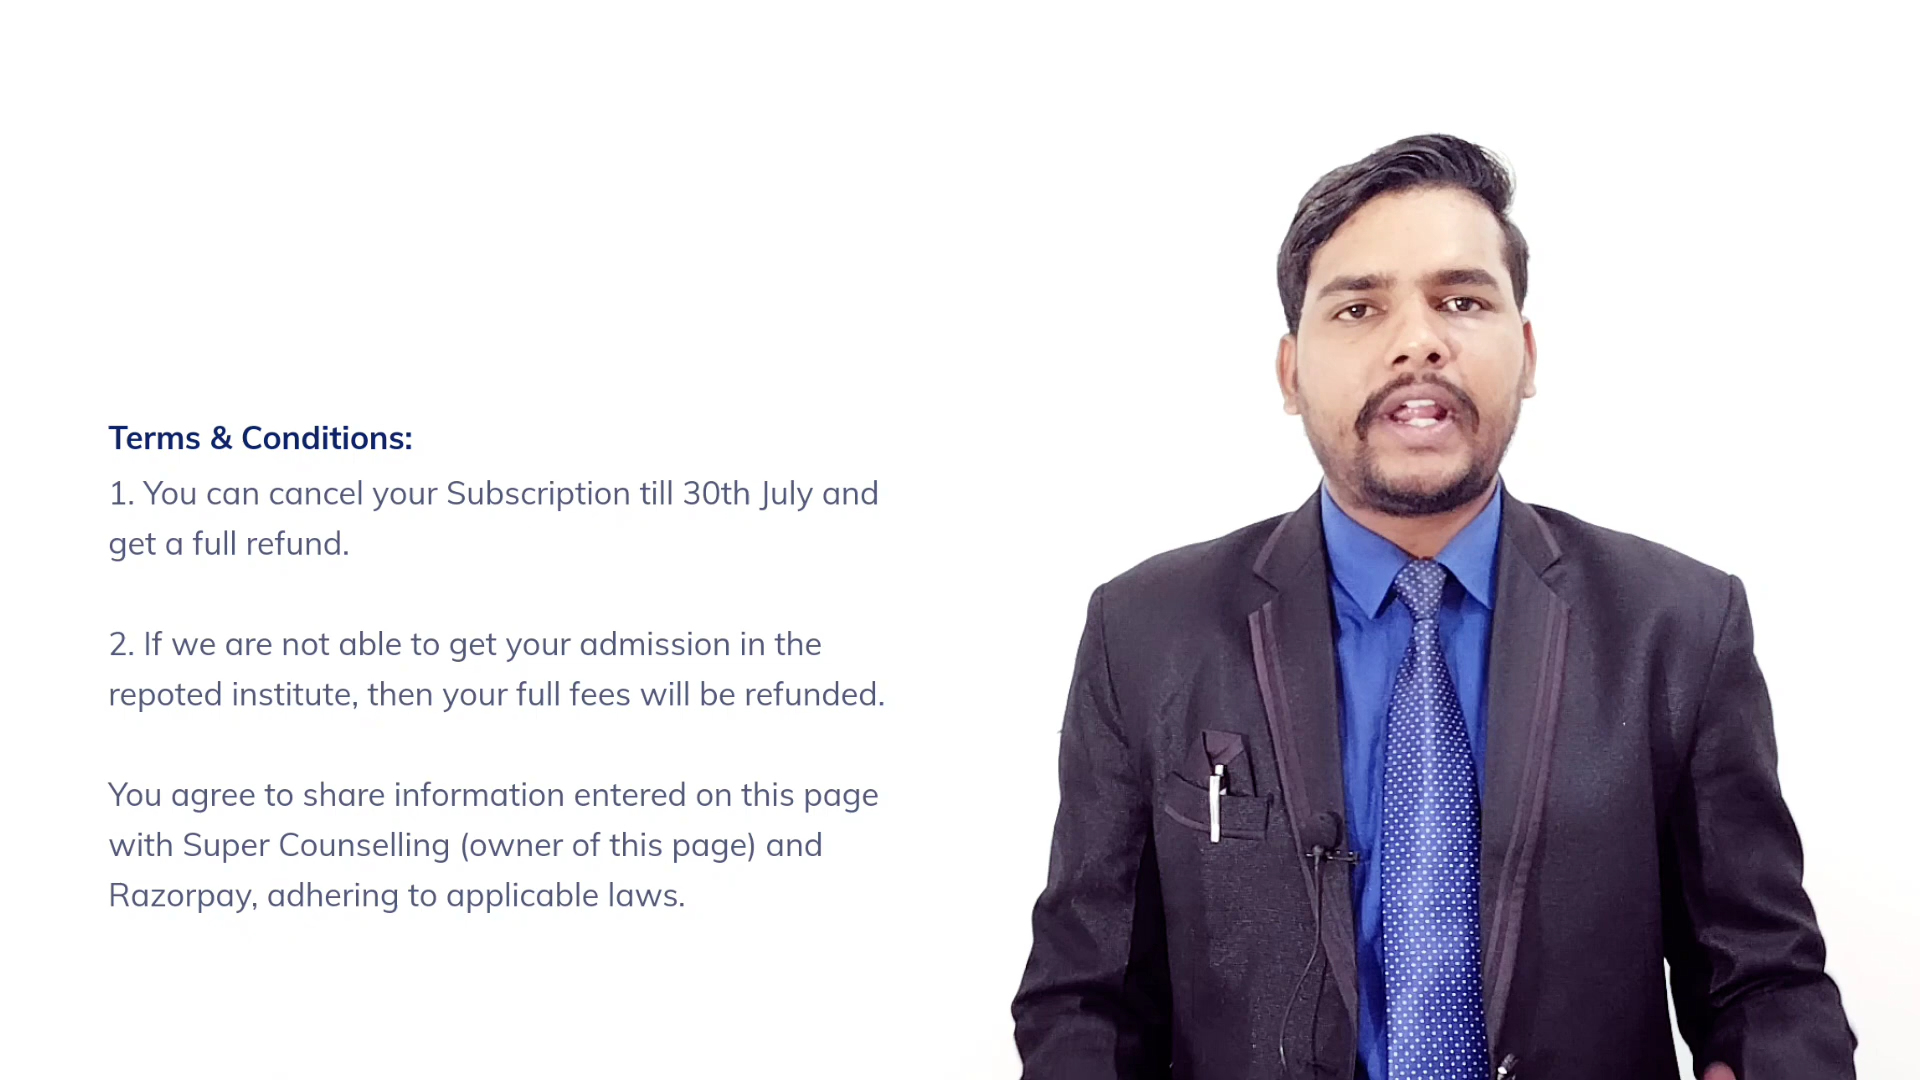 Terms & Conditions:
1. You can cancel your Subscription till 30th July and
get a full refund.
2. If we are not able to get your admission in the
repoted institute, then your full fees will be refunded.
You agree to share information entered on this page
with Super Counselling (owner of this page) and
Razorpay, adhering to applicable laws.